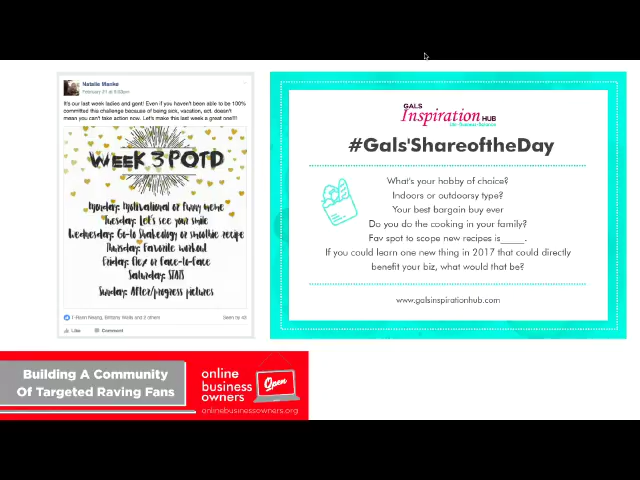 Natalie Manke
It's our last week ladies and gent! Even if you haven't been able to be 100%
committed this challenge because of being sick, vacation, ect. doesn't
mean you can't take action now. Let's make this last week a great one!!!!
WEEK 3 POTD
Monday: Motivational or Funny meme
Tuesday: Let's see your smile
Wednesday: Go-to Shakeology or smoothie recipe
Thursday: Favorite workout
Friday: Flex or Face-to-Face
Saturday: STATS
Sunday: After/progress pictures
and 2 others
Seen by
Like
Comment
GALS
Inspiration HUB
#Gals'ShareoftheDay
What's your hobby of choice?
Indoors or outdoorsy type?
Your best bargain buy ever
Do you do the cooking in your family?
Fav spot to scope new recipes is_____.
If you could learn one new thing in 2017 that could directly
benefit your biz, what would that be?
www.galsinspirationhub.com
Building A Community
Of Targeted Raving Fans
online
business
owners
Open
onlinebusinessowners.org